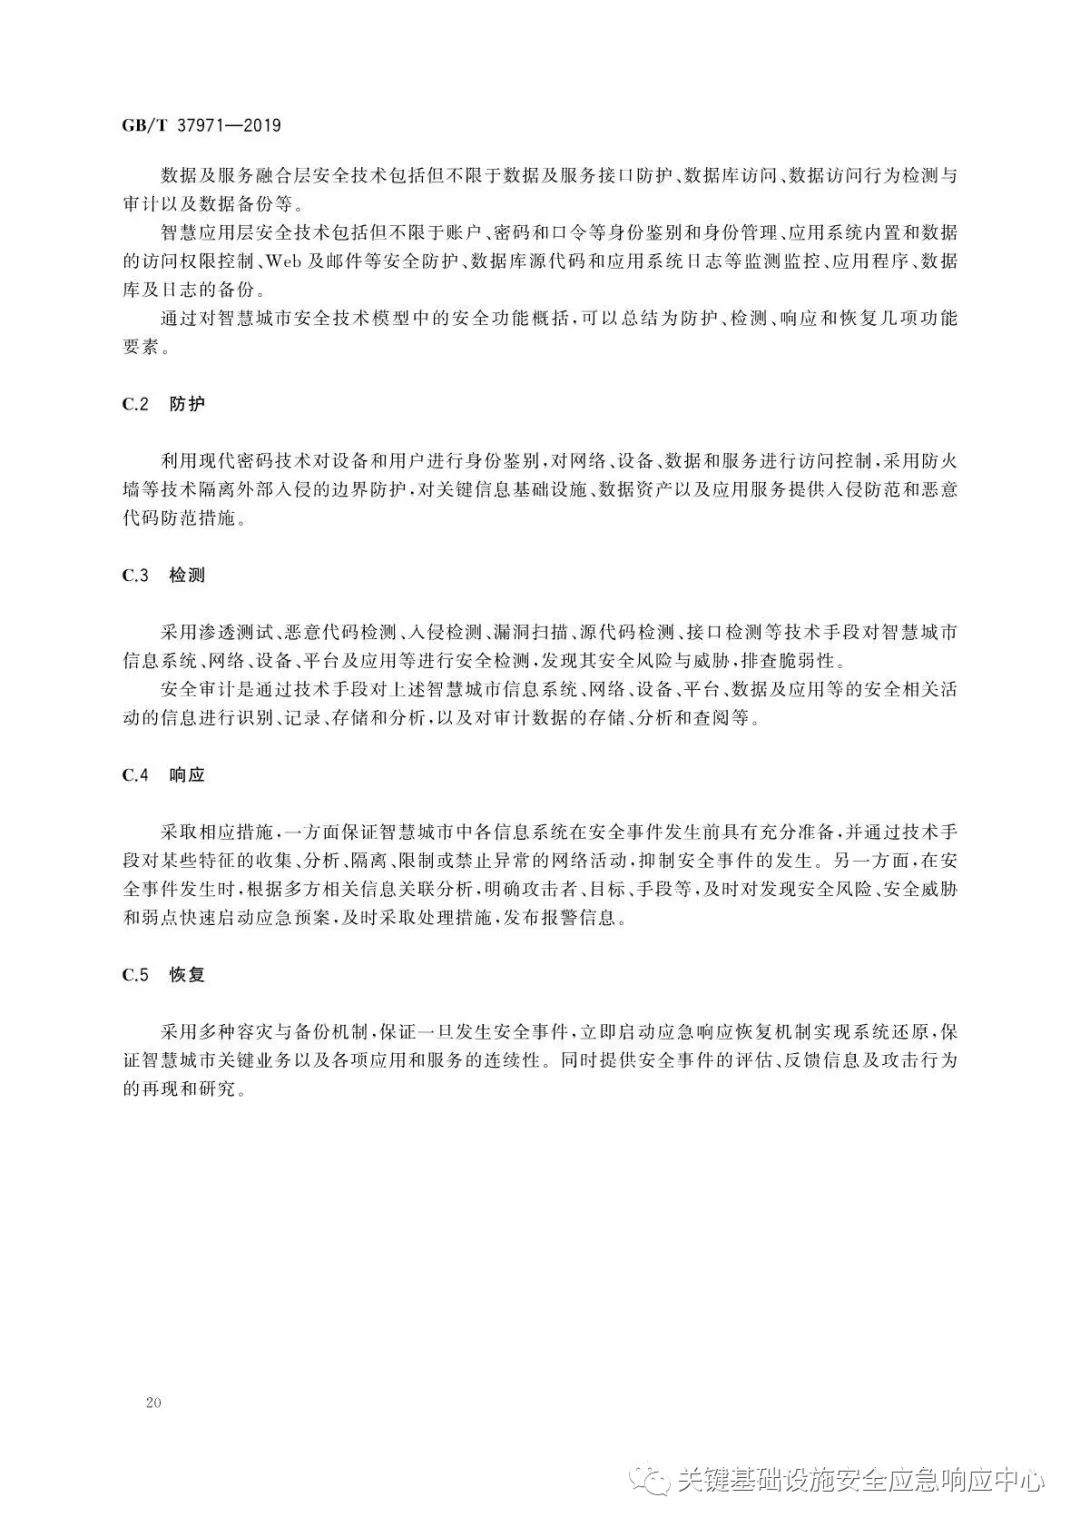 GB/T 37971—2019
数据及服务融合层安全技术包括但不限于数据及服务接口防护、数据库访问、数据访问行为检测与
审计以及数据备份等。
智慧应用层安全技术包括但不限于账户、密码和口令等身份鉴别和身份管理、应用系统内置和数据
的访问权限控制、Web 及邮件等安全防护、数据库源代码和应用系统日志等监测监控、应用程序、数据
库及日志的备份。
通过对智慧城市安全技术模型中的安全功能概括,可以总结为防护、检测、响应和恢复几项功能
要素。
C.2 防护
利用现代密码技术对设备和用户进行身份鉴别,对网络、设备、数据和服务进行访问控制,采用防火
墙等技术隔离外部入侵的边界防护,对关键信息基础设施、数据资产以及应用服务提供入侵防范和恶意
代码防范措施。
C.3 检测
采用渗透测试、恶意代码检测、入侵检测、漏洞扫描、源代码检测、接口检测等技术手段对智慧城市
信息系统、网络、设备、平台及应用等进行安全检测,发现其安全风险与威胁,排查脆弱性。
安全审计是通过技术手段对上述智慧城市信息系统、网络、设备、平台、数据及应用等的安全相关活
动的信息进行识别、记录、存储和分析,以及对审计数据的存储、分析和查阅等。
C.4 响应
采取相应措施,一方面保证智慧城市中各信息系统在安全事件发生前具有充分准备,并通过技术手
段对某些特征的收集、分析、隔离、限制或禁止异常的网络活动,抑制安全事件的发生。另一方面,在安
全事件发生时,根据多方相关信息关联分析,明确攻击者、目标、手段等,及时对发现安全风险、安全威胁
和弱点快速启动应急预案,及时采取处理措施,发布报警信息。
C.5 恢复
采用多种容灾与备份机制,保证一旦发生安全事件,立即启动应急响应恢复机制实现系统还原,保
证智慧城市关键业务以及各项应用和服务的连续性。同时提供安全事件的评估、反馈信息及攻击行为
的再现和研究。
20
关键基础设施安全应急响应中心